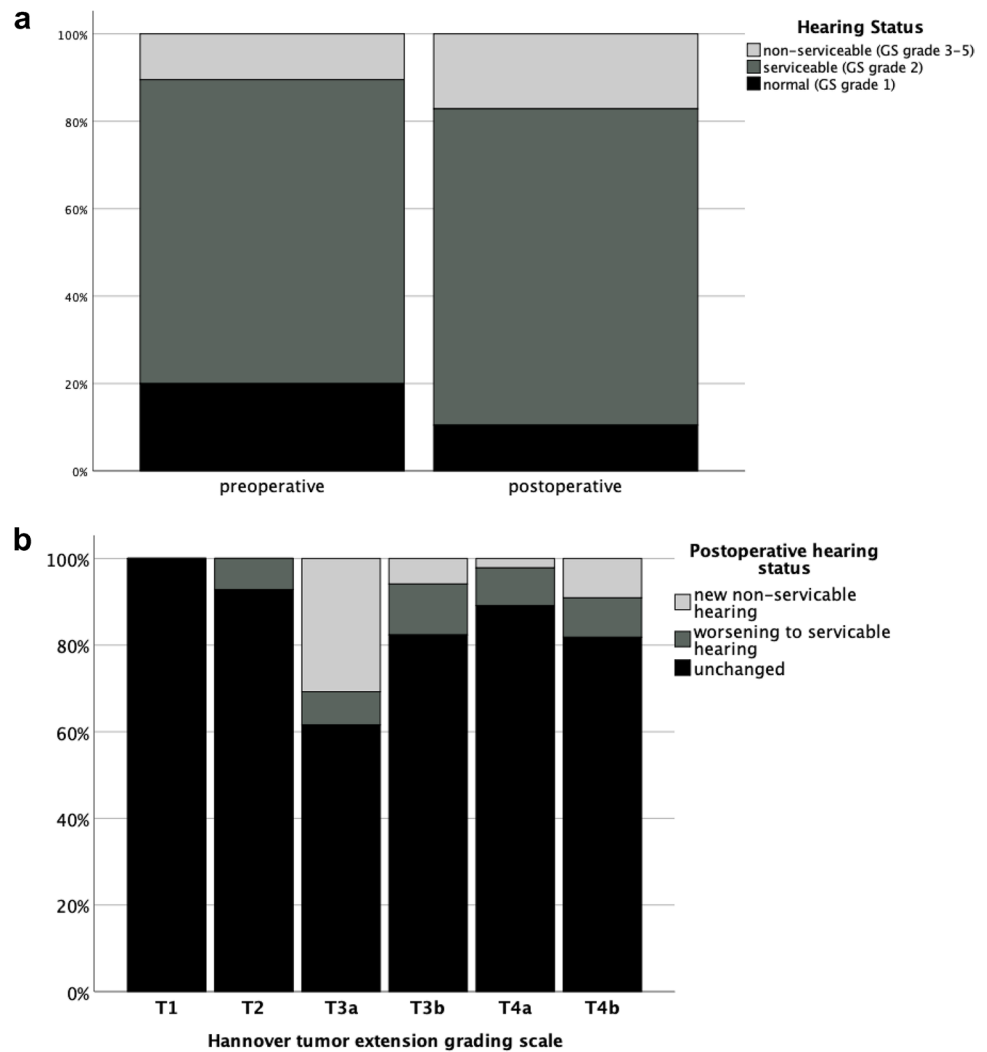 a
Hearing Status
non-serviceable (GS grade 3-5)
serviceable (GS grade 2)
normal (GS grade 1)
100%
80%
60%
40%
20%
0%
preoperative postoperative
b
Postoperative hearing
status
new non-servicable
hearing
worsening to servicable
hearing
unchanged
100%
80%
60%
40%
20%
0%
T1 T2 T3a T3b T4a T4b
Hannover tumor extension grading scale